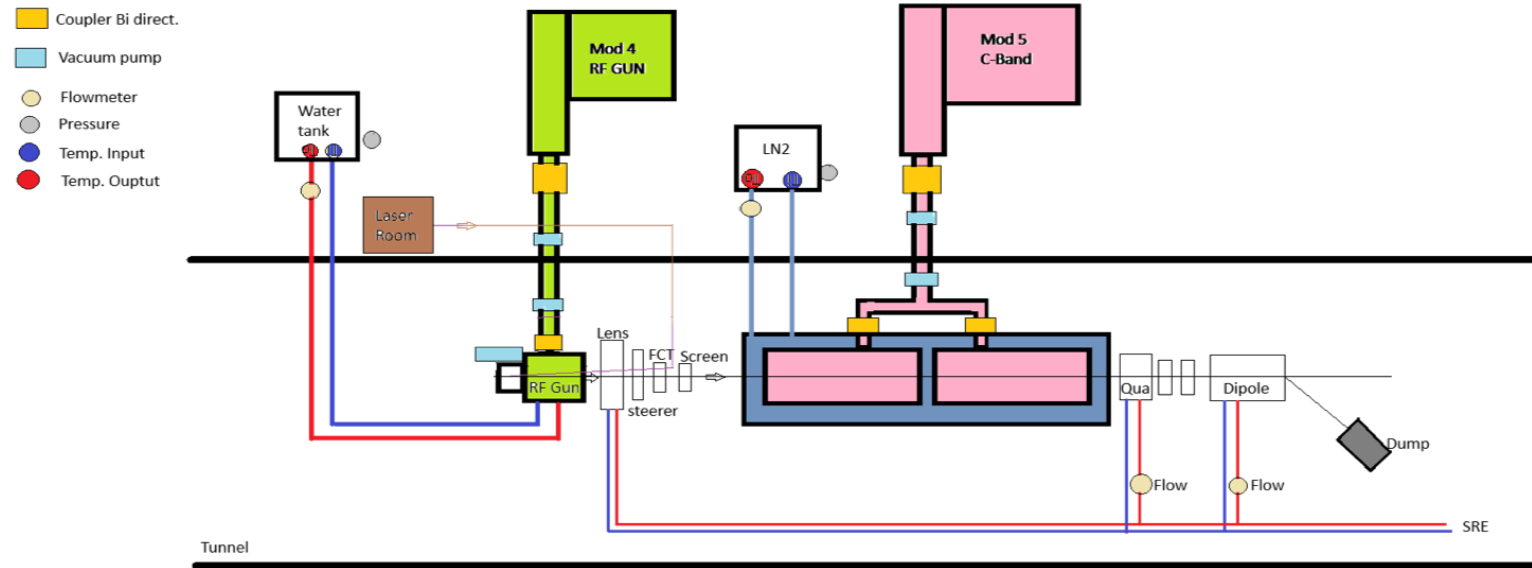 Coupler Bi direct.
Vacuum pump
Flowmeter
Pressure
Temp. Input
Temp. Ouptut
Water
tank
Mod 4
RF GUN
Mod 5
C-Band
LN2
Laser
Room
Lens
FCT
Screen
RF Gun
steerer
Qua
Dipole
Dump
Flow
Flow
SRE
Tunnel